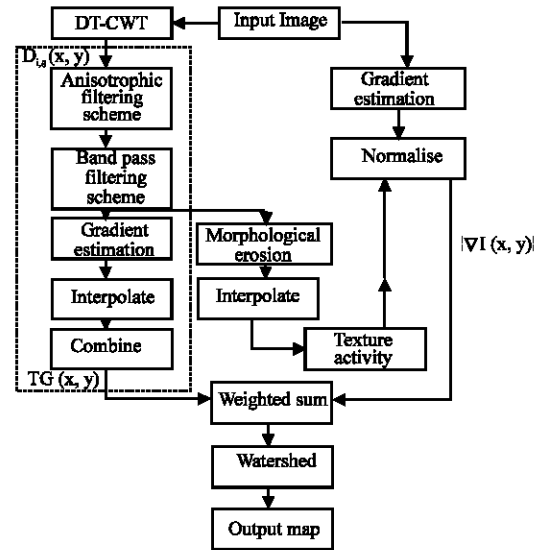 DT-CWT
Input Image
D_{i,θ}(x, y)
Anisotrophic
filtering
scheme
Gradient
estimation
Band pass
filtering
scheme
Normalise
Gradient
estimation
Morphological
erosion
|∇I (x, y)|
Interpolate
Interpolate
Combine
Texture
activity
TG (x, y)
Weighted sum
Watershed
Output map